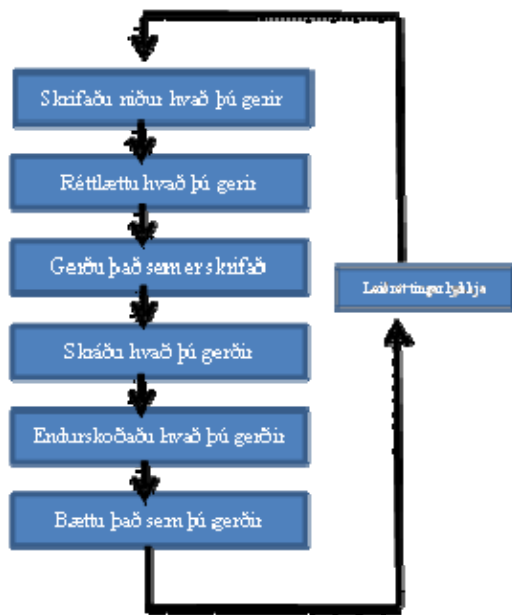 Skrifaðu niður hvað þú gerir
Réttlættu hvað þú gerir
Gerðu það sem er skrifað
Skráðu hvað þú gerðir
Endurskoðaðu hvað þú gerðir
Bættu það sem þú gerðir
Leiðréttingarlykkja